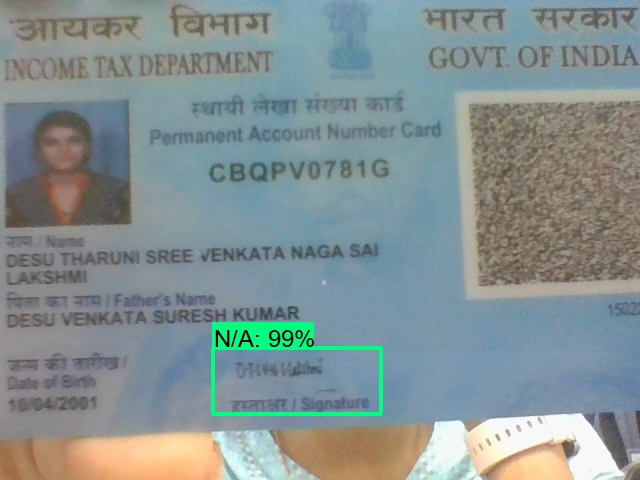 आयकर विभाग
INCOME TAX DEPARTMENT
भारत सरकार
GOVT. OF INDIA
स्थायी लेखा संख्या कार्ड
Permanent Account Number Card
CBQPV0781G
नाम / Name
DESU THARUNI SREE VENKATA NAGA SAI
LAKSHMI
पिता का नाम / Father's Name
DESU VENKATA SURESH KUMAR
1502
N/A: 99%
जन्म की तारीख /
Date of Birth
10/04/2001
हस्ताक्षर / Signature